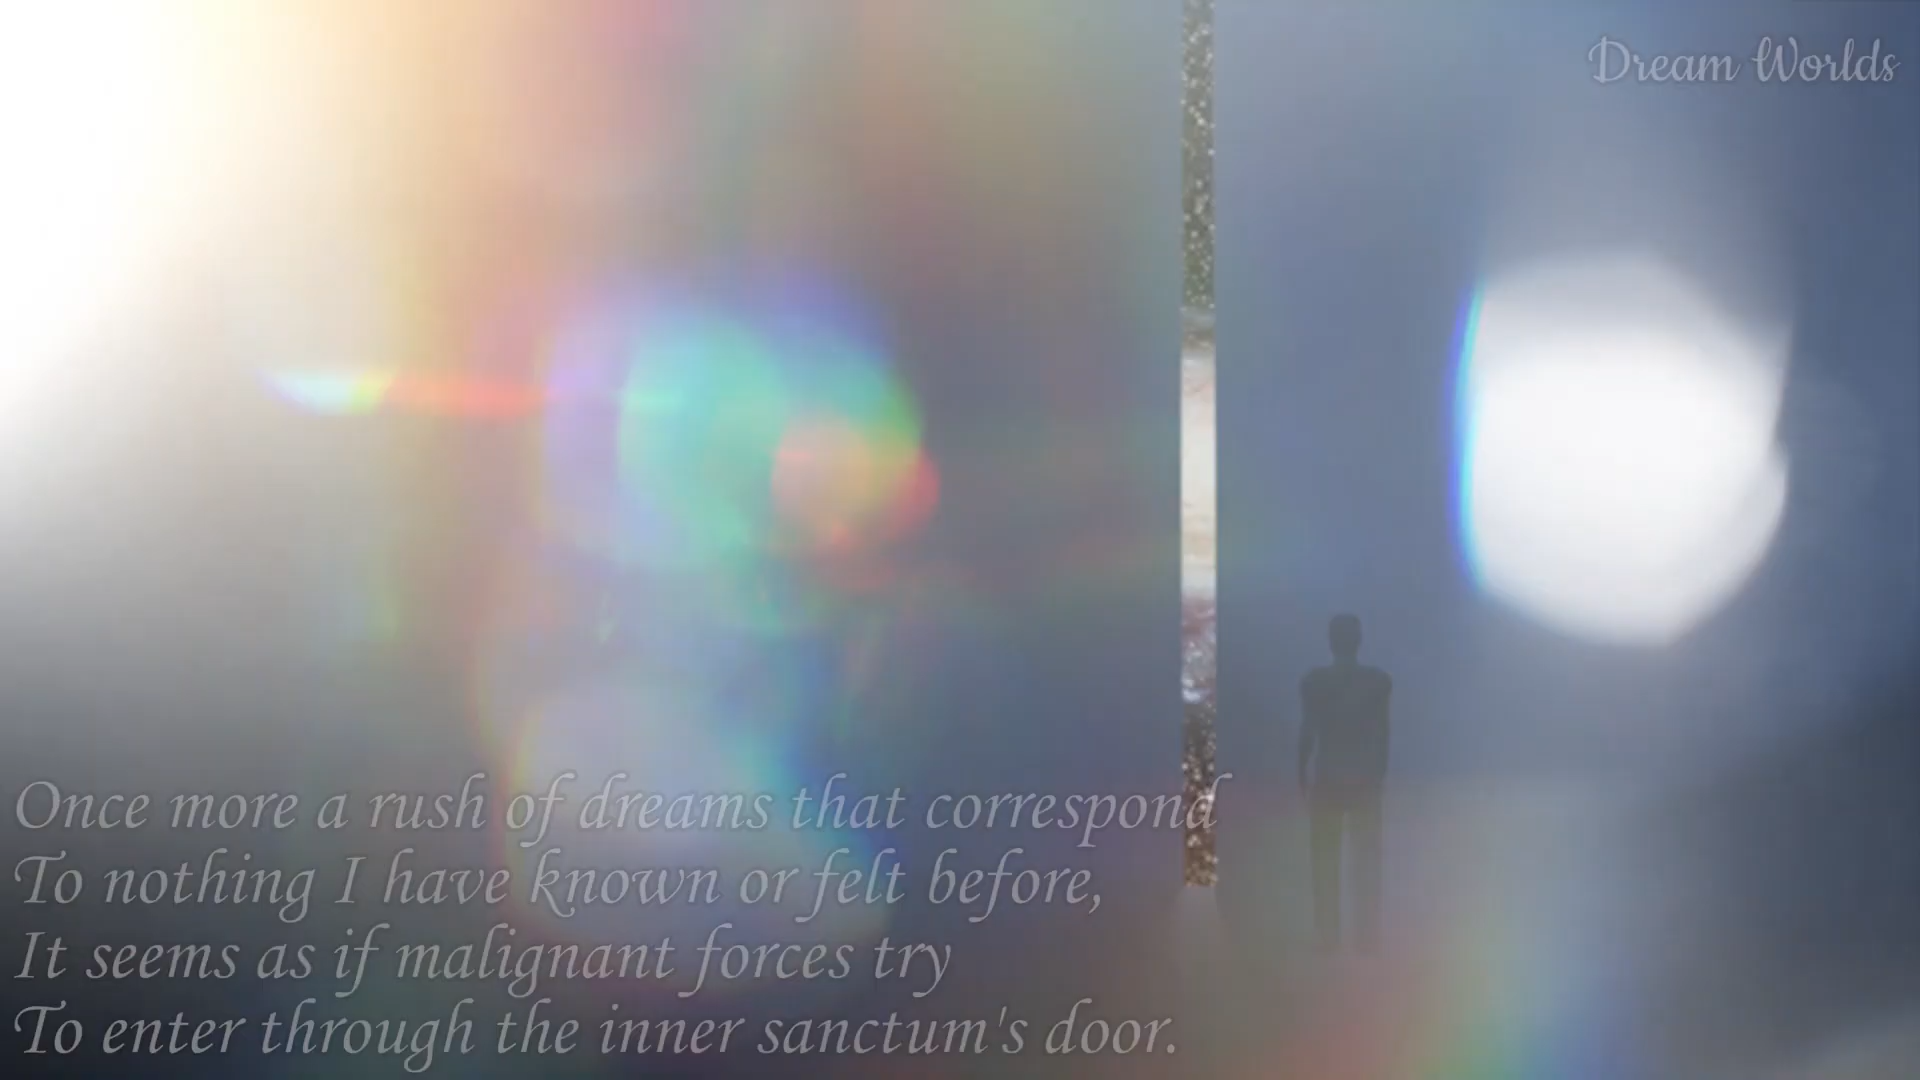 Dream Worlds
Once more a rush of dreams that correspond
To nothing I have known or felt before,
It seems as if malignant forces try
To enter through the inner sanctum's door.